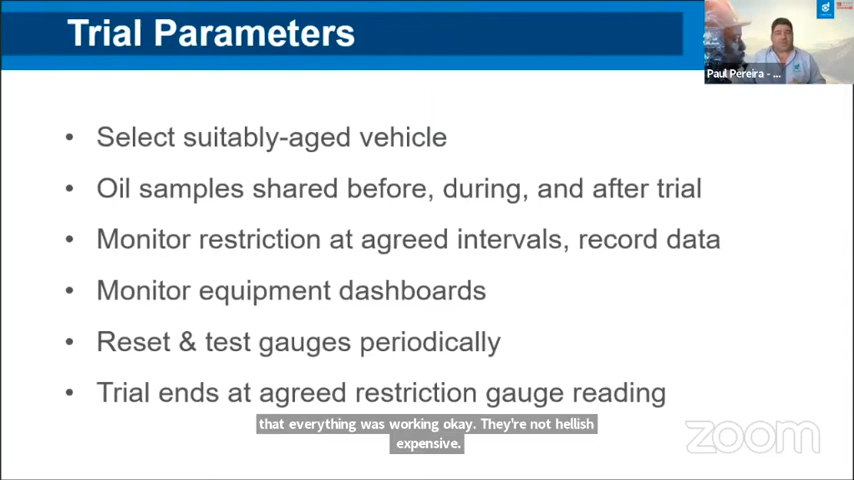 Trial Parameters
Paul Pereira - ...
• Select suitably-aged vehicle
• Oil samples shared before, during, and after trial
• Monitor restriction at agreed intervals, record data
• Monitor equipment dashboards
• Reset & test gauges periodically
• Trial ends at agreed restriction gauge reading
that everything was working okay. They're not hellish
expensive.
zoom